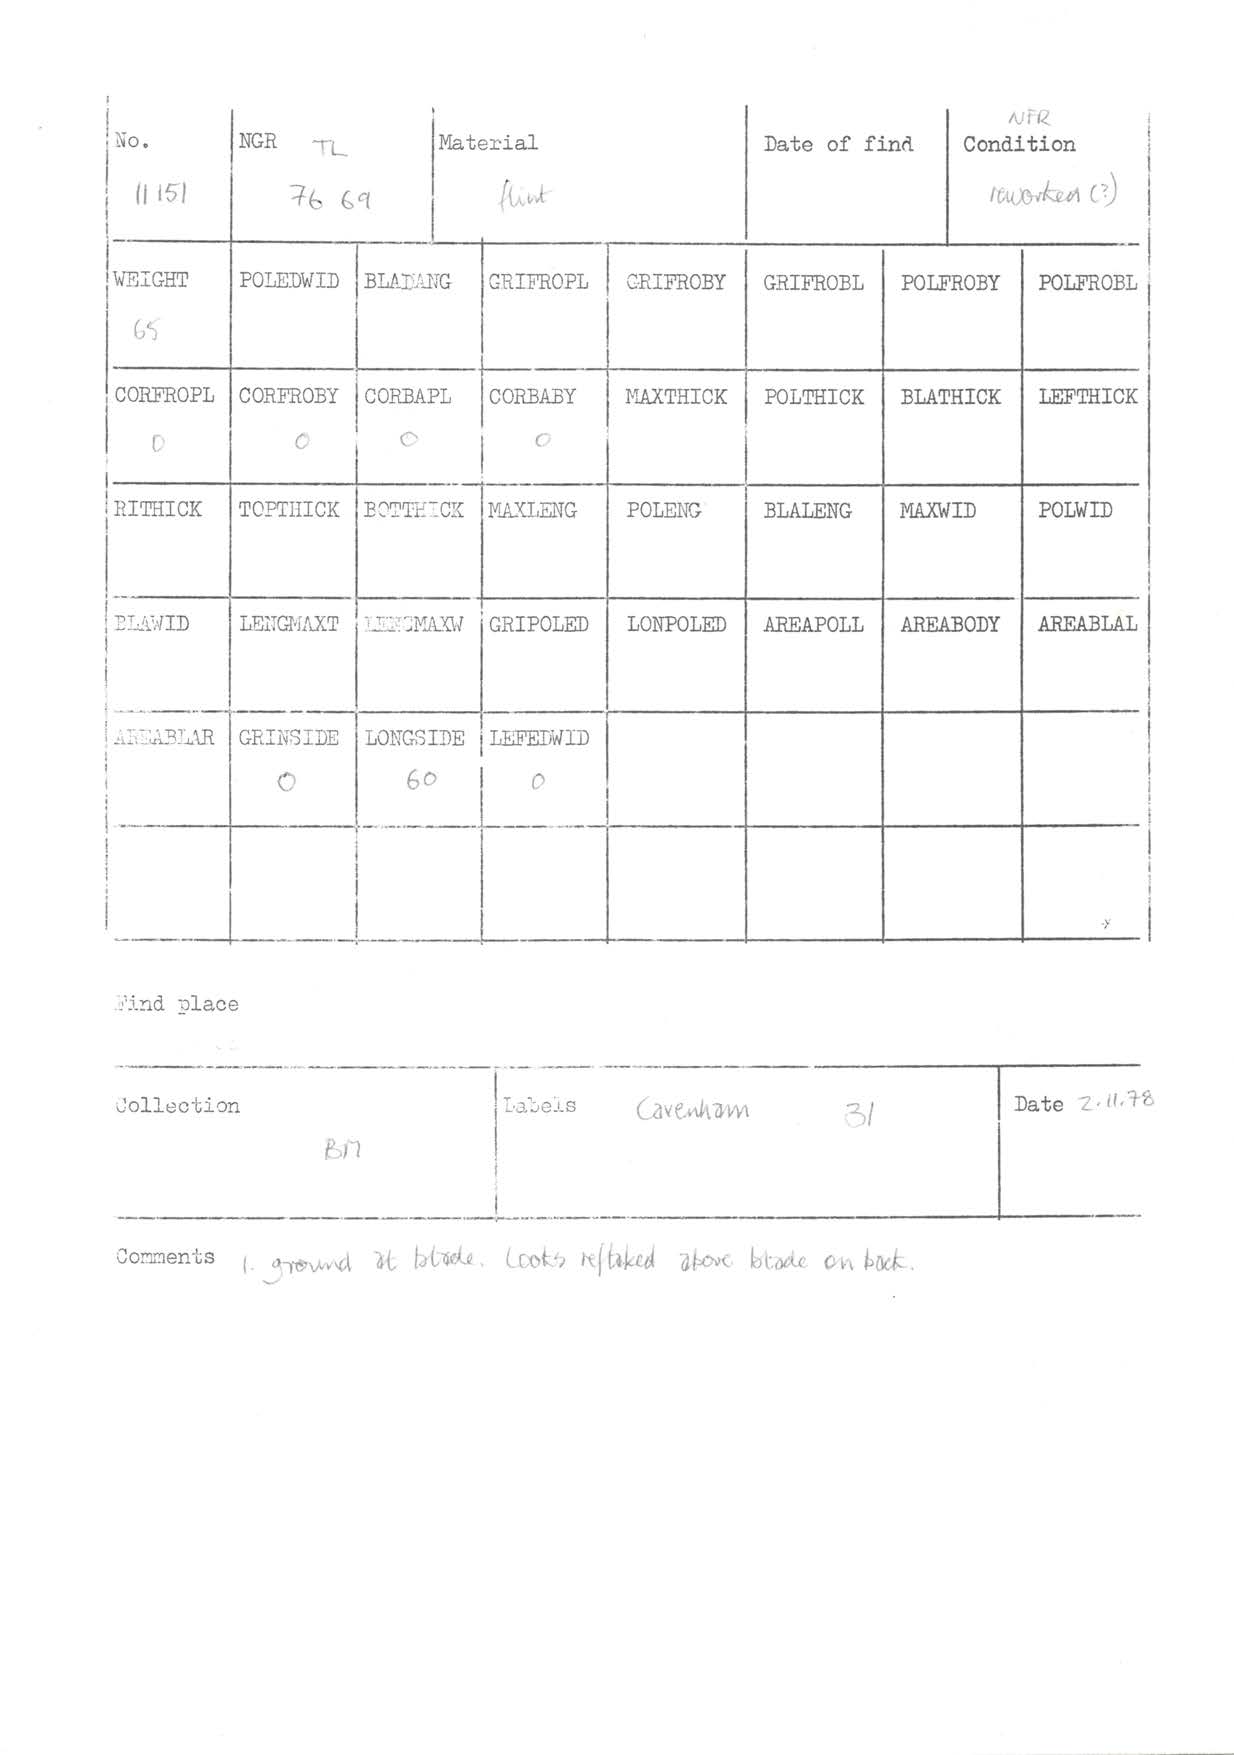 NFR
No. NGR TL Material Date of find Condition
11151 76 69 flint reworked (?)
WEIGHT POLEDWID BLADANG GRIFROPL GRIFROBY GRIFROBL POLFROBY POLFROBL
65
CORFROPL CORFROBY CORBAPL CORBABY MAXTHICK POLTHICK BLATHICK LEFTHICK
0 0 0 0
RITHICK TOPTHICK BOTTHICK MAXLENG POLENG BLALENG MAXWID POLWID
BLAWID LENGMAXT LENGMAXW GRIPOLED LONPOLED AREAPOLL AREABODY AREABLAL
AREABLAR GRINSIDE LONGSIDE LEFEDWID
0 60 0
Find place
Collection Labels Cavenham 31 Date 2.11.78
BM
Comments 1. ground at blade. Looks reflaked above blade on back.